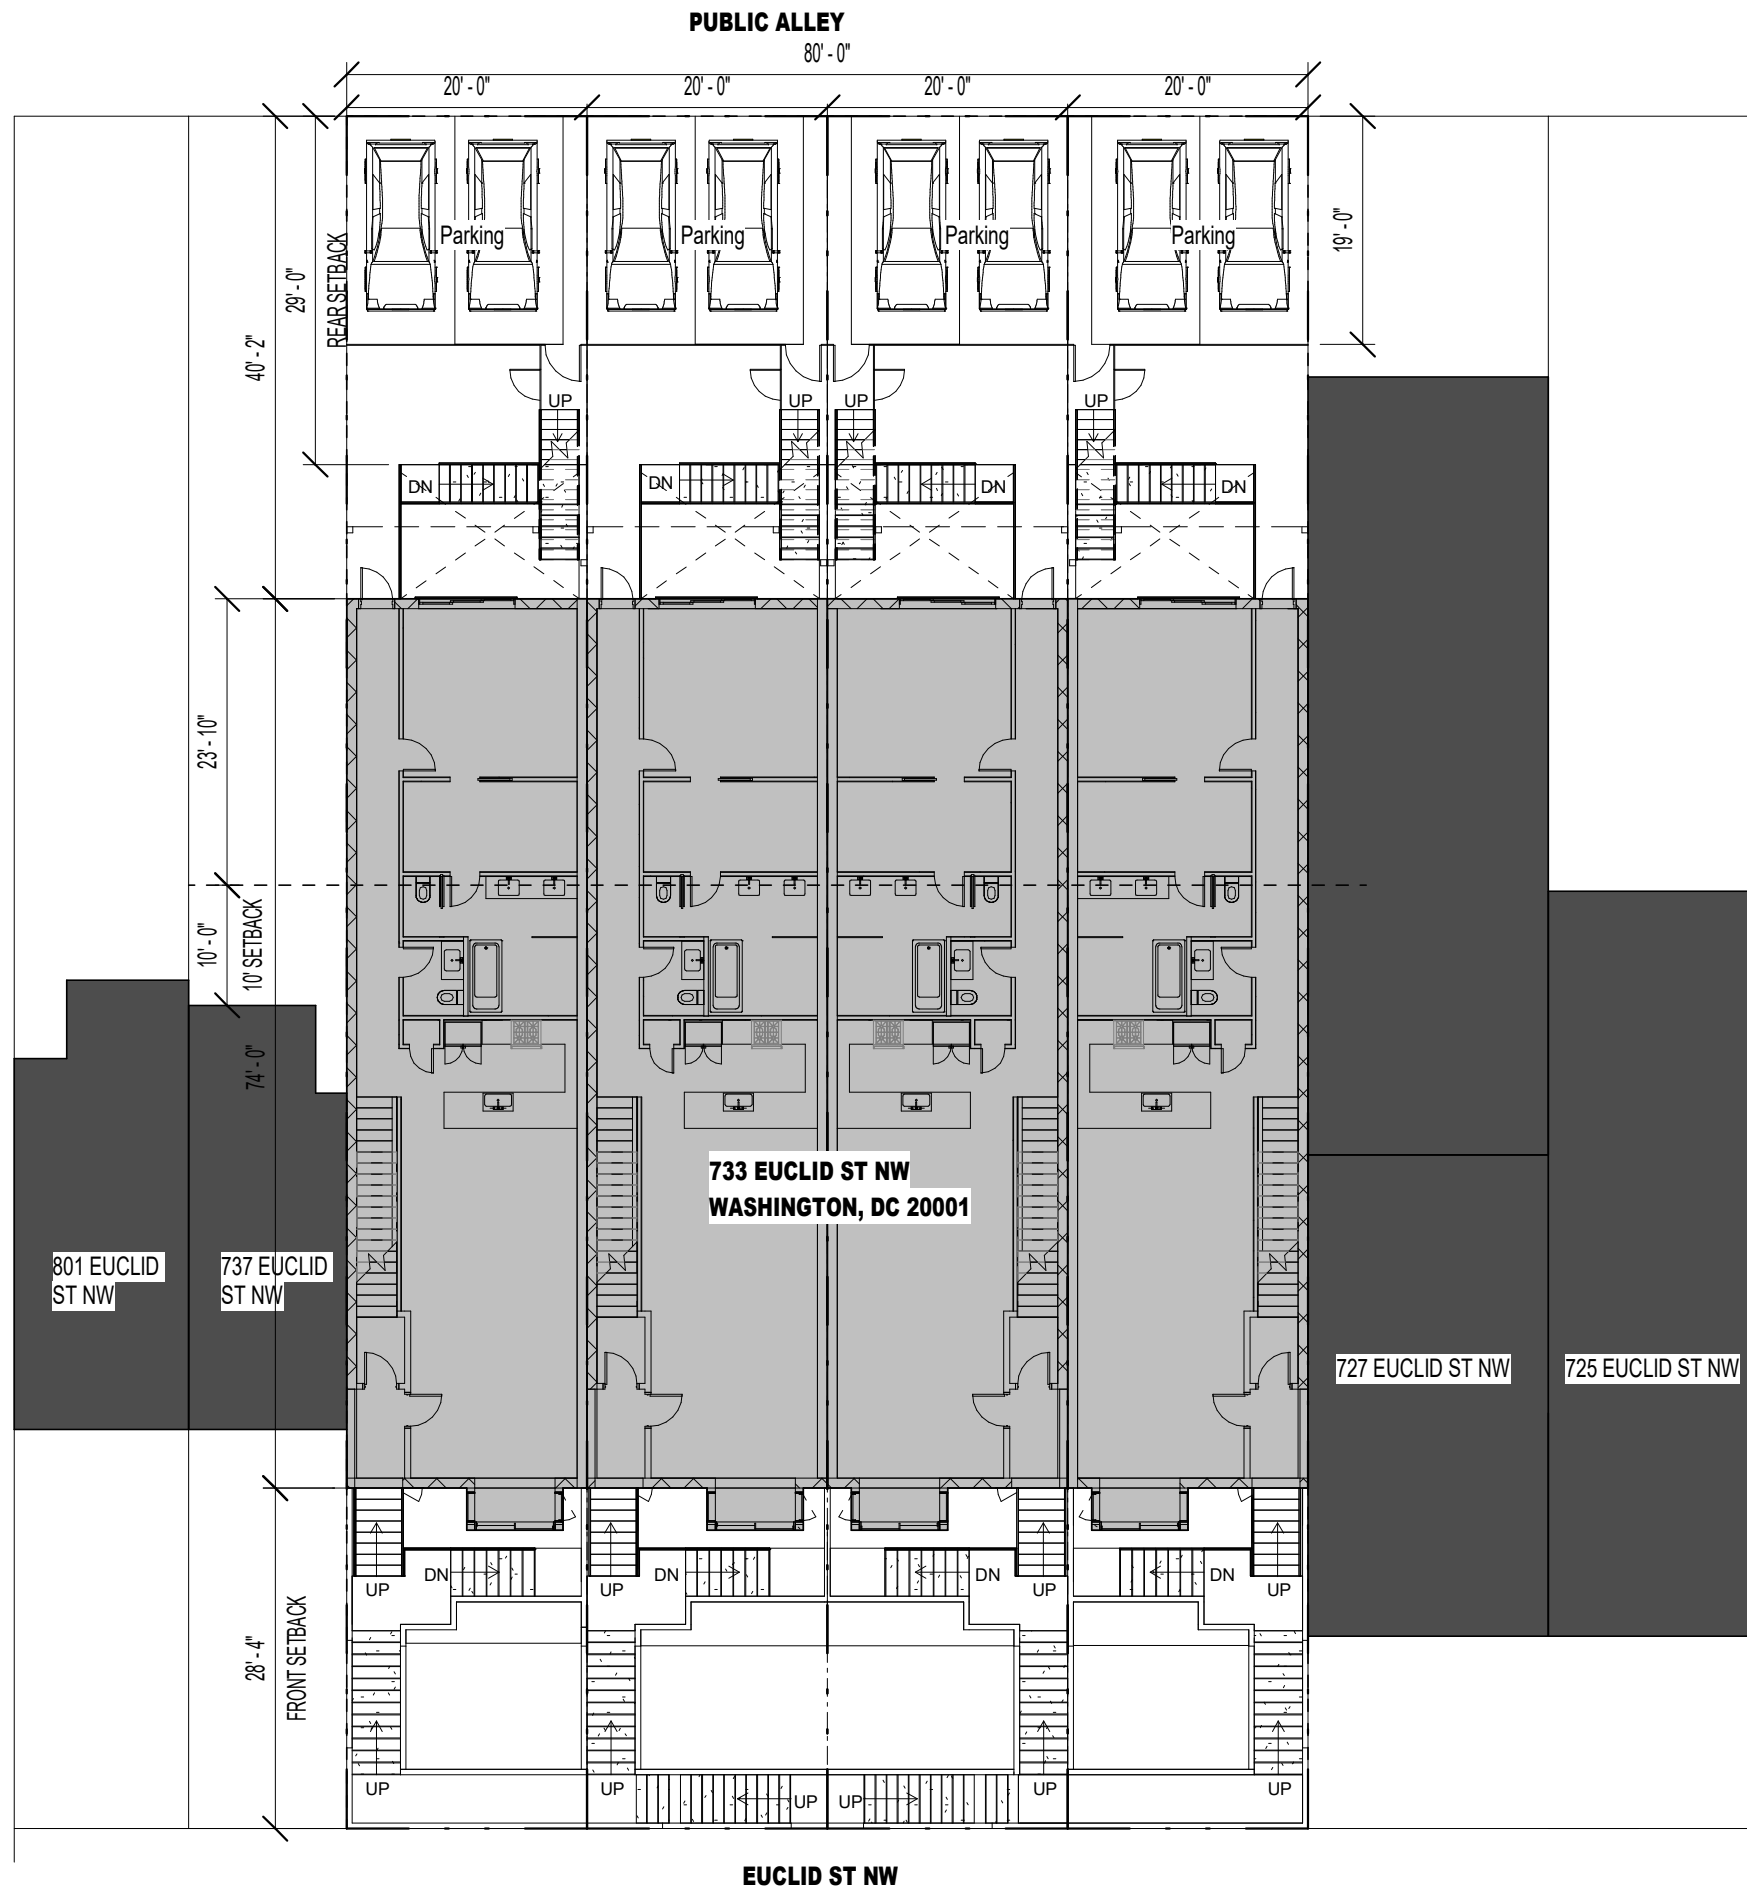 PUBLIC ALLEY
80' - 0"
20' - 0"
20' - 0"
20' - 0"
20' - 0"
Parking
Parking
Parking
Parking
19' - 0"
29' - 0"
REAR SETBACK
40' - 2"
UP
UP
UP
UP
DN
DN
DN
DN
23' - 10"
10' - 0"
10' SETBACK
74' - 0"
733 EUCLID ST NW
WASHINGTON, DC 20001
801 EUCLID
ST NW
737 EUCLID
ST NW
727 EUCLID ST NW
725 EUCLID ST NW
DN
DN
DN
DN
UP
UP
UP
UP
28' - 4"
FRONT SETBACK
UP
UP
UP
UP
UP
UP
EUCLID ST NW